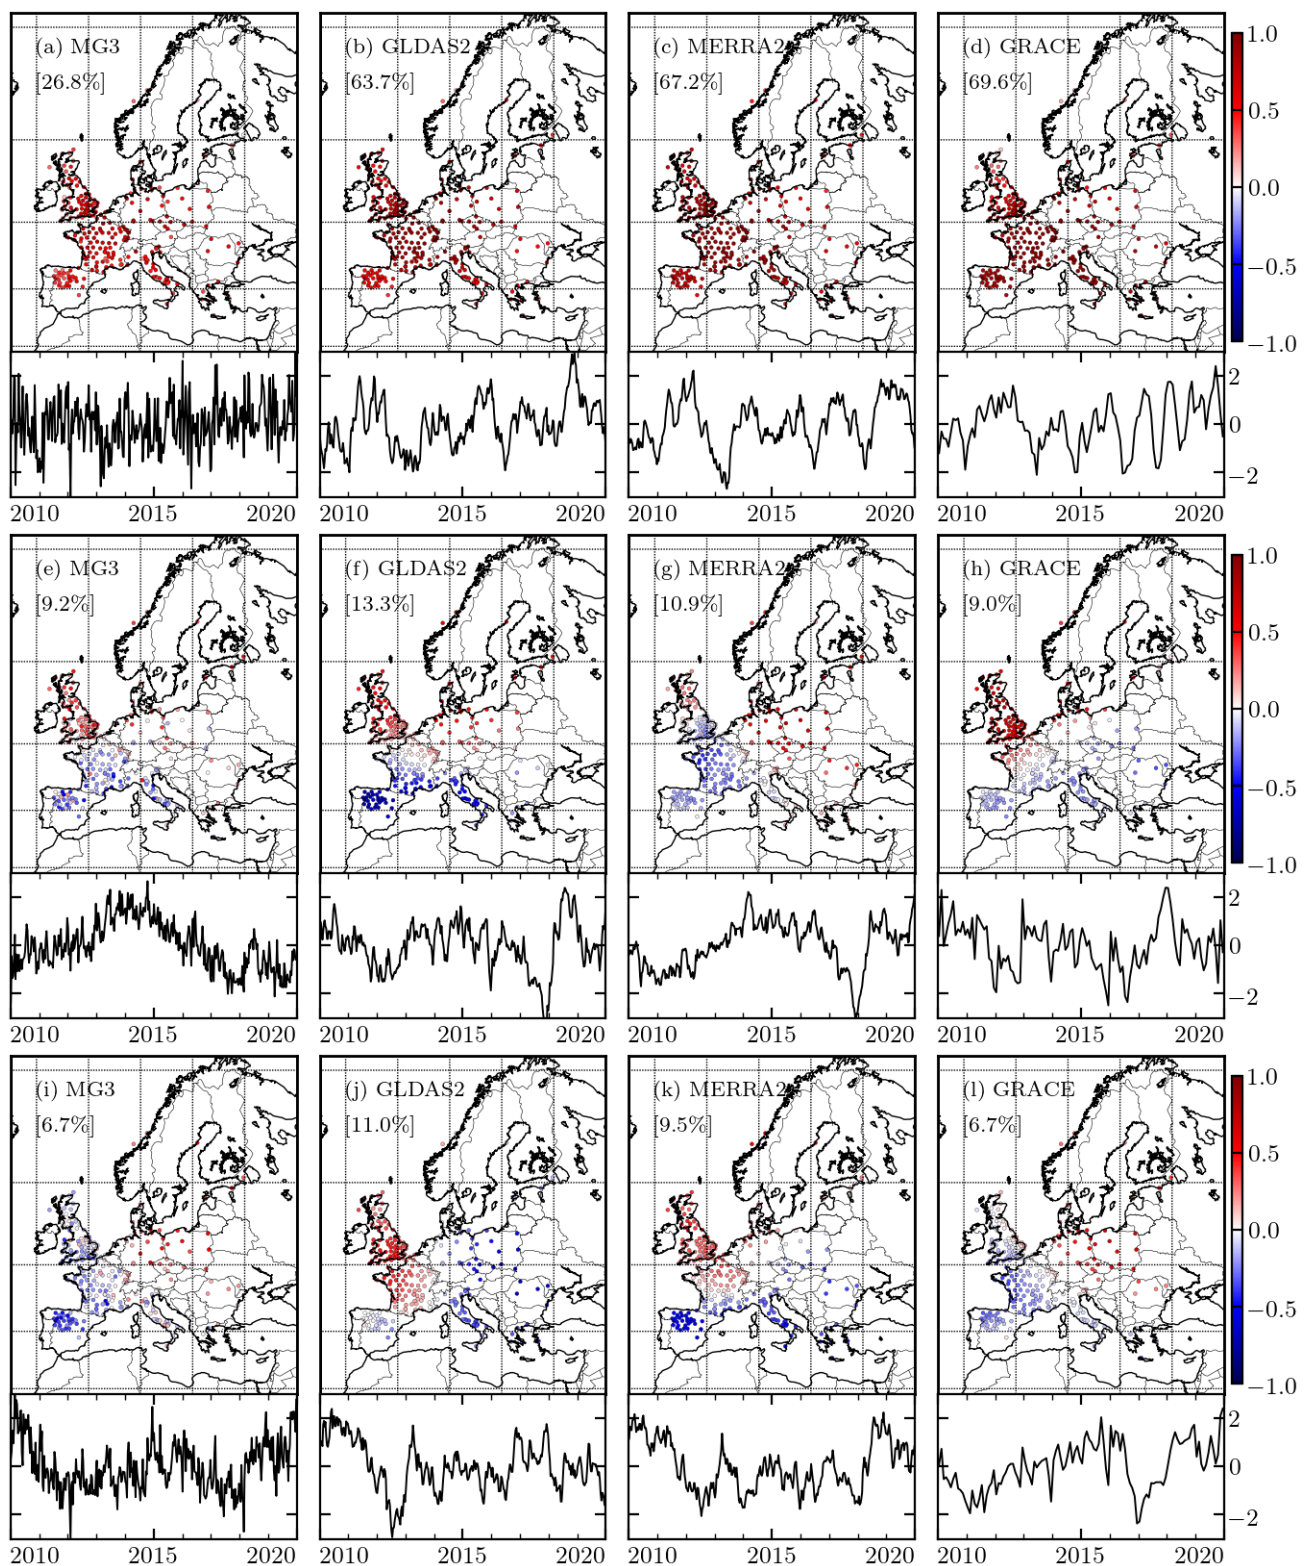 (a) MG3 (b) GLDAS2 (c) MERRA2 (d) GRACE
[26.8%] [63.7%] [67.2%] [69.6%]
1.0
0.5
0.0
−0.5
−1.0
2
0
−2
2010 2015 2020 2010 2015 2020 2010 2015 2020 2010 2015 2020
(e) MG3 (f) GLDAS2 (g) MERRA2 (h) GRACE
[9.2%] [13.3%] [10.9%] [9.0%]
1.0
0.5
0.0
−0.5
−1.0
2
0
−2
2010 2015 2020 2010 2015 2020 2010 2015 2020 2010 2015 2020
(i) MG3 (j) GLDAS2 (k) MERRA2 (l) GRACE
[6.7%] [11.0%] [9.5%] [6.7%]
1.0
0.5
0.0
−0.5
−1.0
2
0
−2
2010 2015 2020 2010 2015 2020 2010 2015 2020 2010 2015 2020